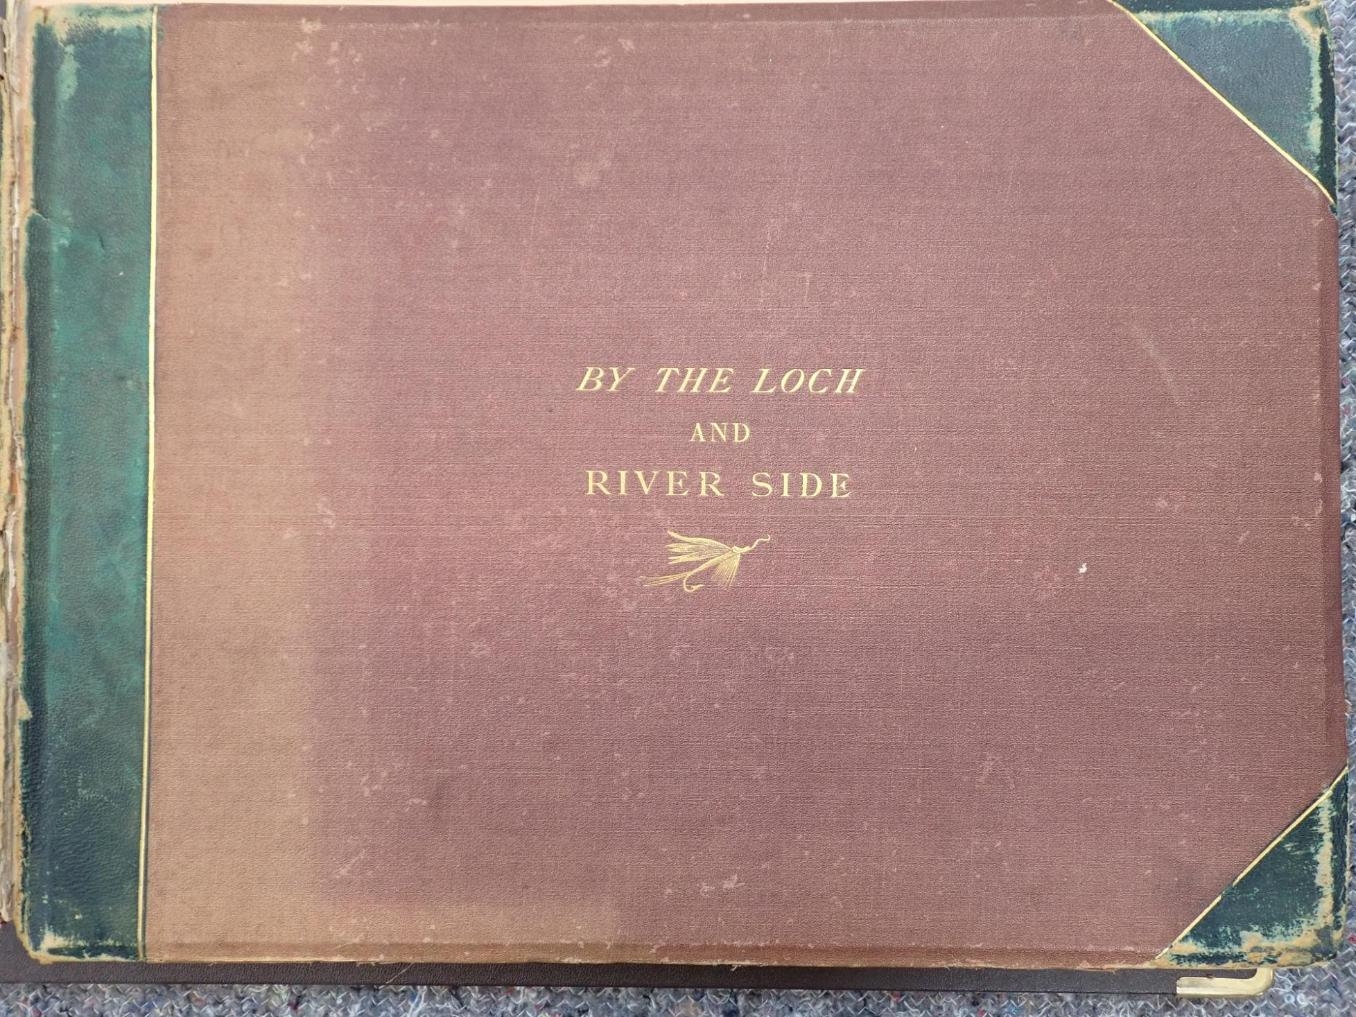 BY THE LOCH
AND
RIVER SIDE